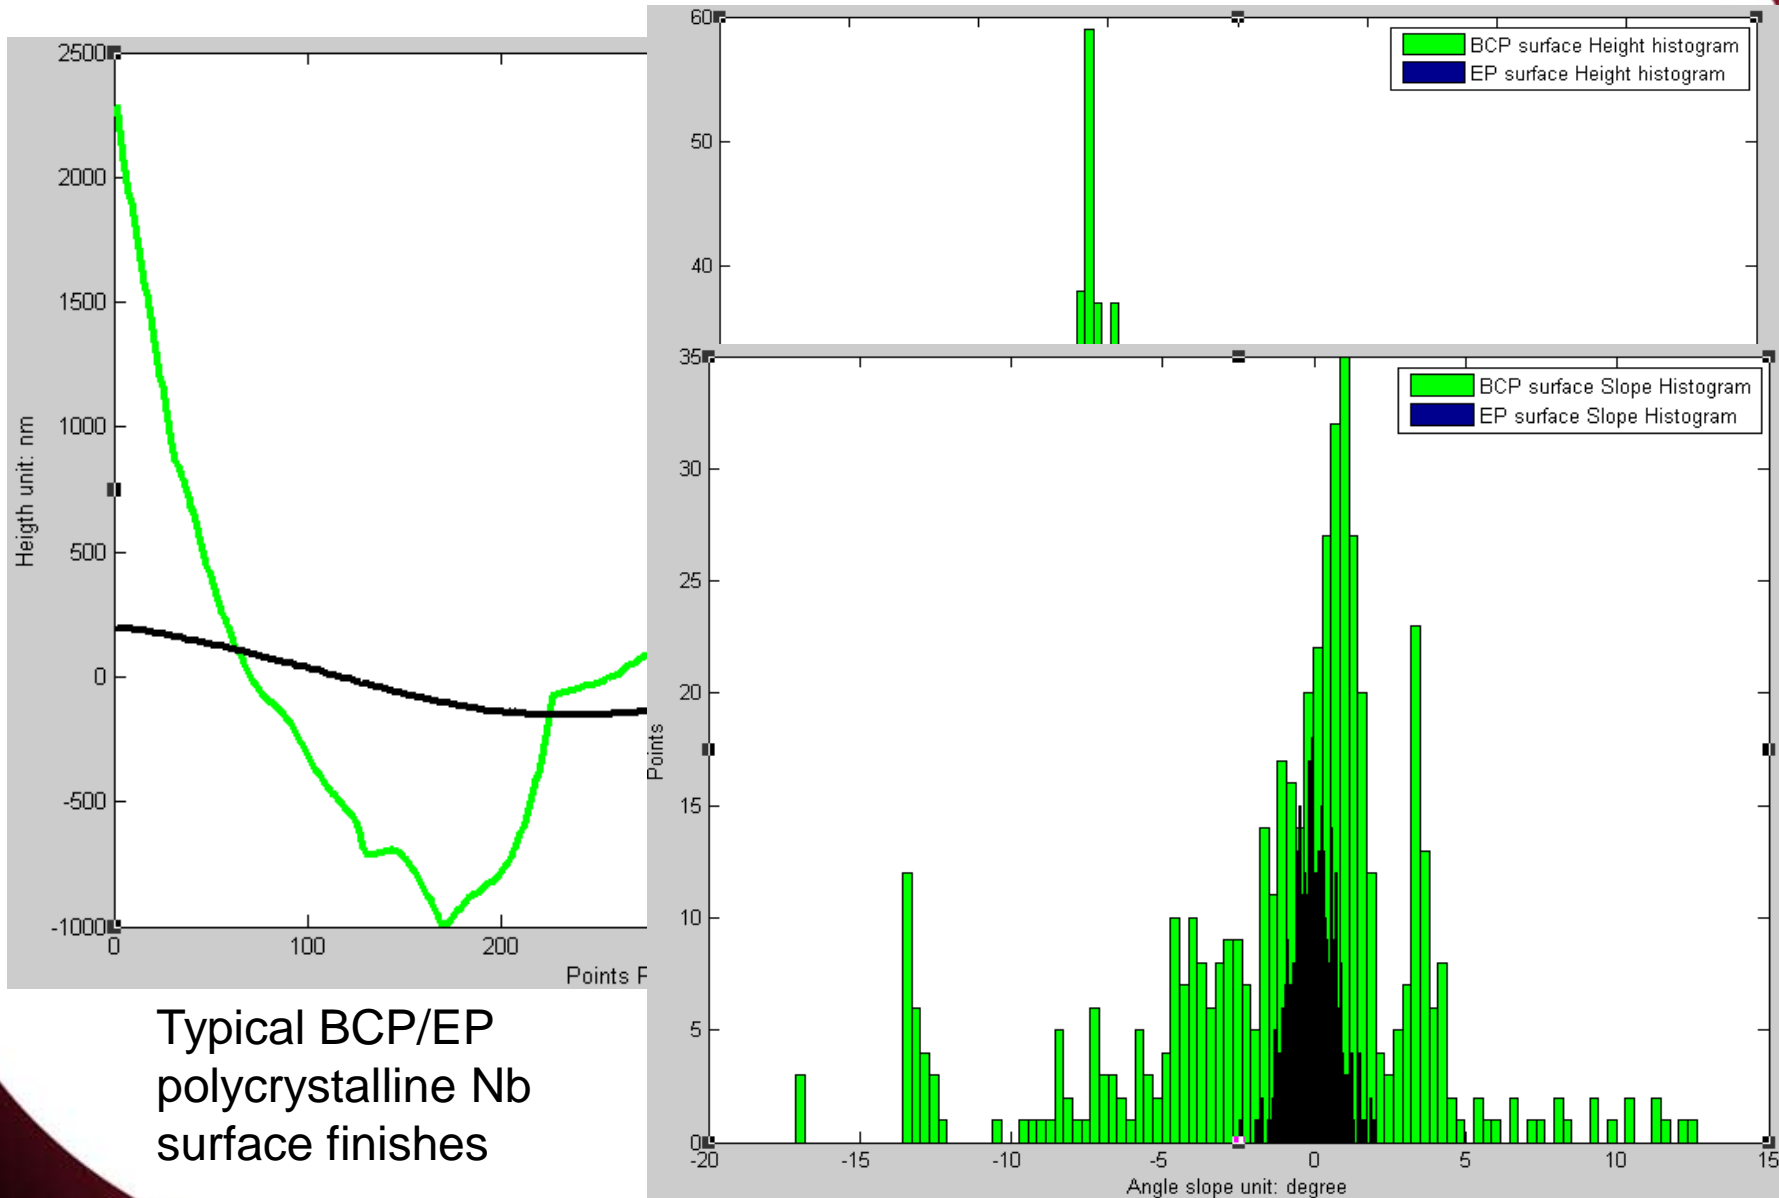 2500
2000
1500
1000
500
0
-500
-1000
0
100
200
Heigth unit: nm
Points
60
50
40
BCP surface Height histogram
EP surface Height histogram
35
30
25
20
15
10
5
0
-20
-15
-10
-5
0
5
10
15
Points
Angle slope unit: degree
BCP surface Slope Histogram
EP surface Slope Histogram
Typical BCP/EP
polycrystalline Nb
surface finishes